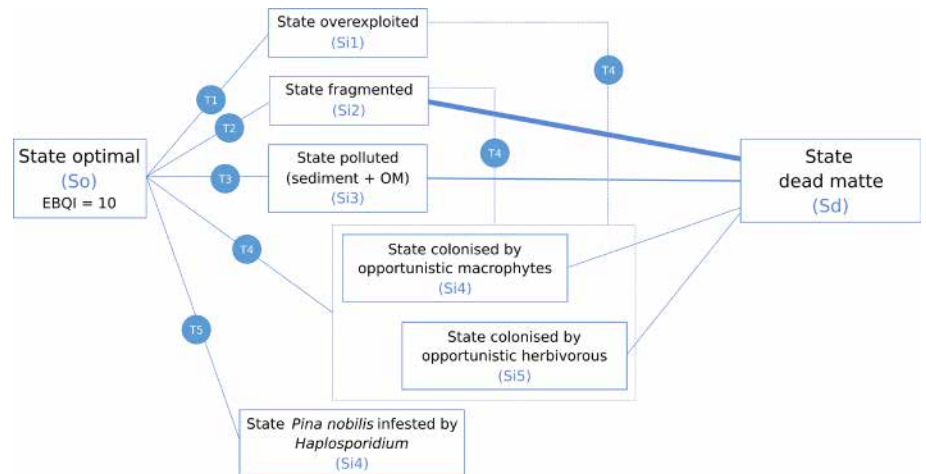 State overexploited
(Si1)
T4
T1
State fragmented
(Si2)
T2
T4
State optimal
(So)
EBQI = 10
T3
State polluted
(sediment + OM)
(Si3)
State
dead matte
(Sd)
T4
State colonised by
opportunistic macrophytes
(Si4)
T5
State colonised by
opportunistic herbivorous
(Si5)
State Pina nobilis infested by
Haplosporidium
(Si4)